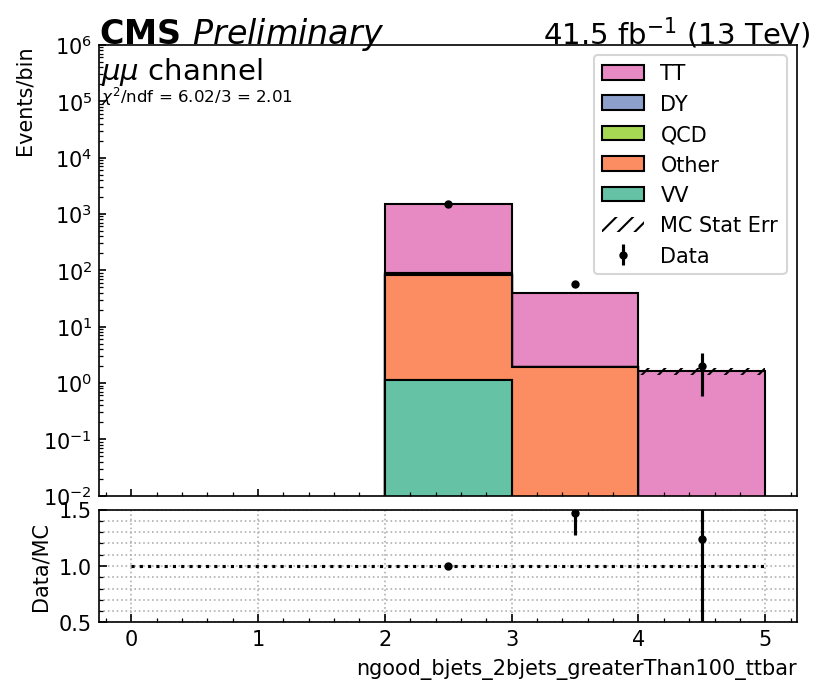 CMS Preliminary 41.5 fb⁻¹ (13 TeV)
μμ channel
χ²/ndf = 6.02/3 = 2.01
Events/bin
10⁶
10⁵
10⁴
10³
10²
10¹
10⁰
10⁻¹
10⁻²
TT
DY
QCD
Other
VV
MC Stat Err
Data
Data/MC
1.5
1.0
0.5
0 1 2 3 4 5
ngood_bjets_2bjets_greaterThan100_ttbar